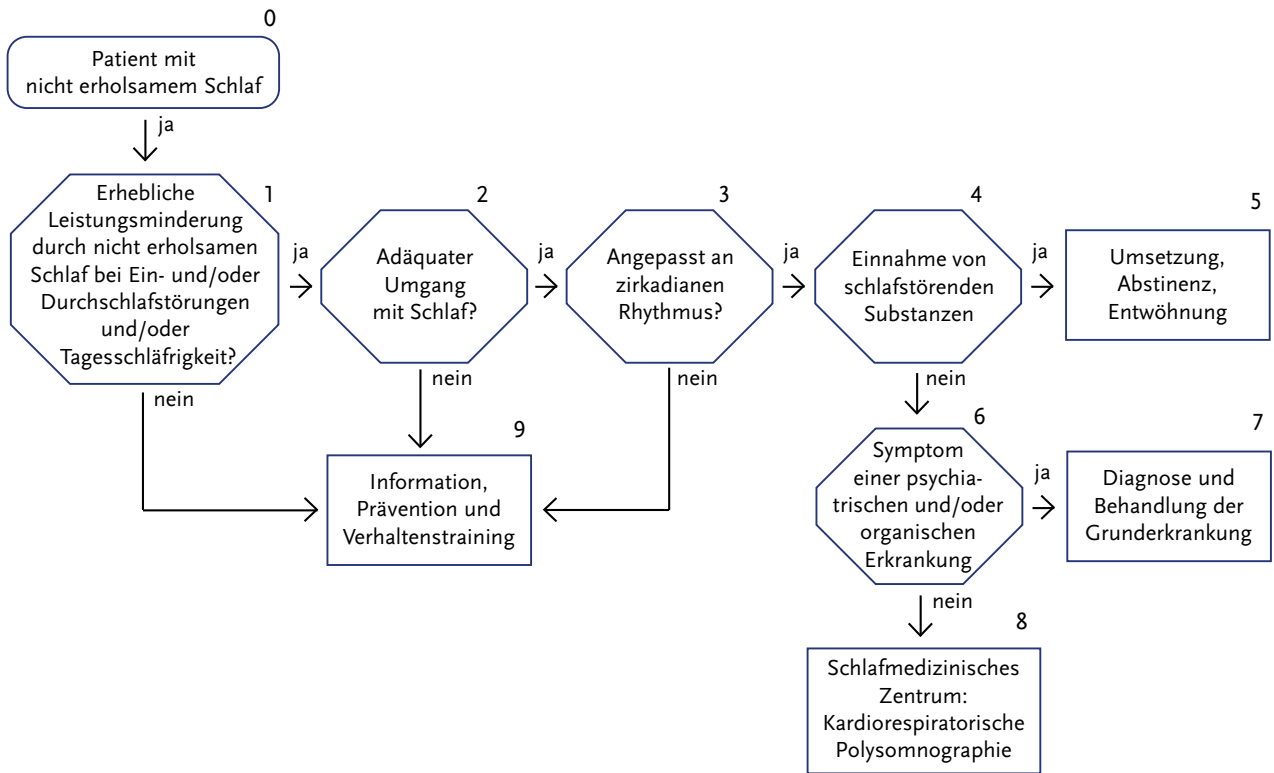 0
Patient mit
nicht erholsamem Schlaf
ja
1
Erhebliche
Leistungsminderung
durch nicht erholsamen
Schlaf bei Ein- und/oder
Durchschlafstörungen
und/oder
Tagesschläfrigkeit?
ja
nein
2
Adäquater
Umgang
mit Schlaf?
ja
nein
3
Angepasst an
zirkadianen
Rhythmus?
ja
nein
4
Einnahme von
schlafstörenden
Substanzen
ja
nein
5
Umsetzung,
Abstinenz,
Entwöhnung
9
Information,
Prävention und
Verhaltenstraining
6
Symptom
einer psychia-
trischen und/oder
organischen
Erkrankung
ja
nein
7
Diagnose und
Behandlung der
Grunderkrankung
8
Schlafmedizinisches
Zentrum:
Kardiorespiratorische
Polysomnographie